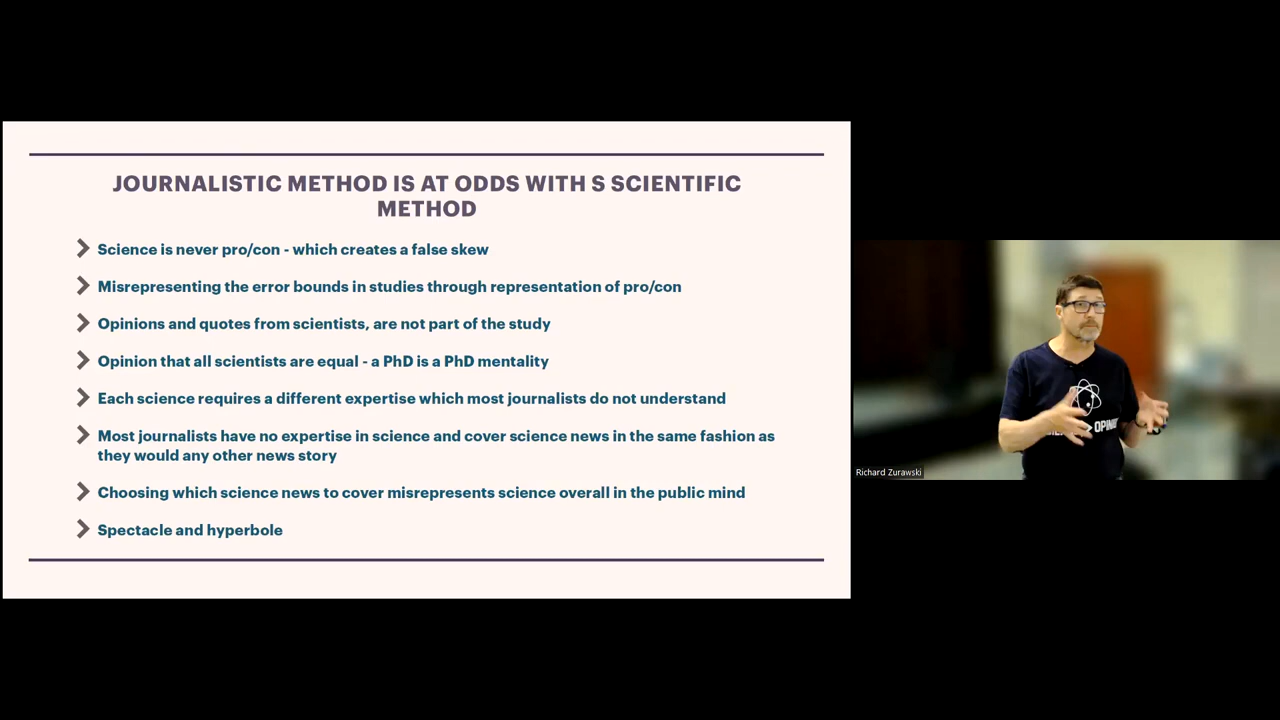 JOURNALISTIC METHOD IS AT ODDS WITH S SCIENTIFIC
METHOD
Science is never pro/con - which creates a false skew
Misrepresenting the error bounds in studies through representation of pro/con
Opinions and quotes from scientists, are not part of the study
Opinion that all scientists are equal - a PhD is a PhD mentality
Each science requires a different expertise which most journalists do not understand
Most journalists have no expertise in science and cover science news in the same fashion as
they would any other news story
Choosing which science news to cover misrepresents science overall in the public mind
Spectacle and hyperbole
Richard Zurawski